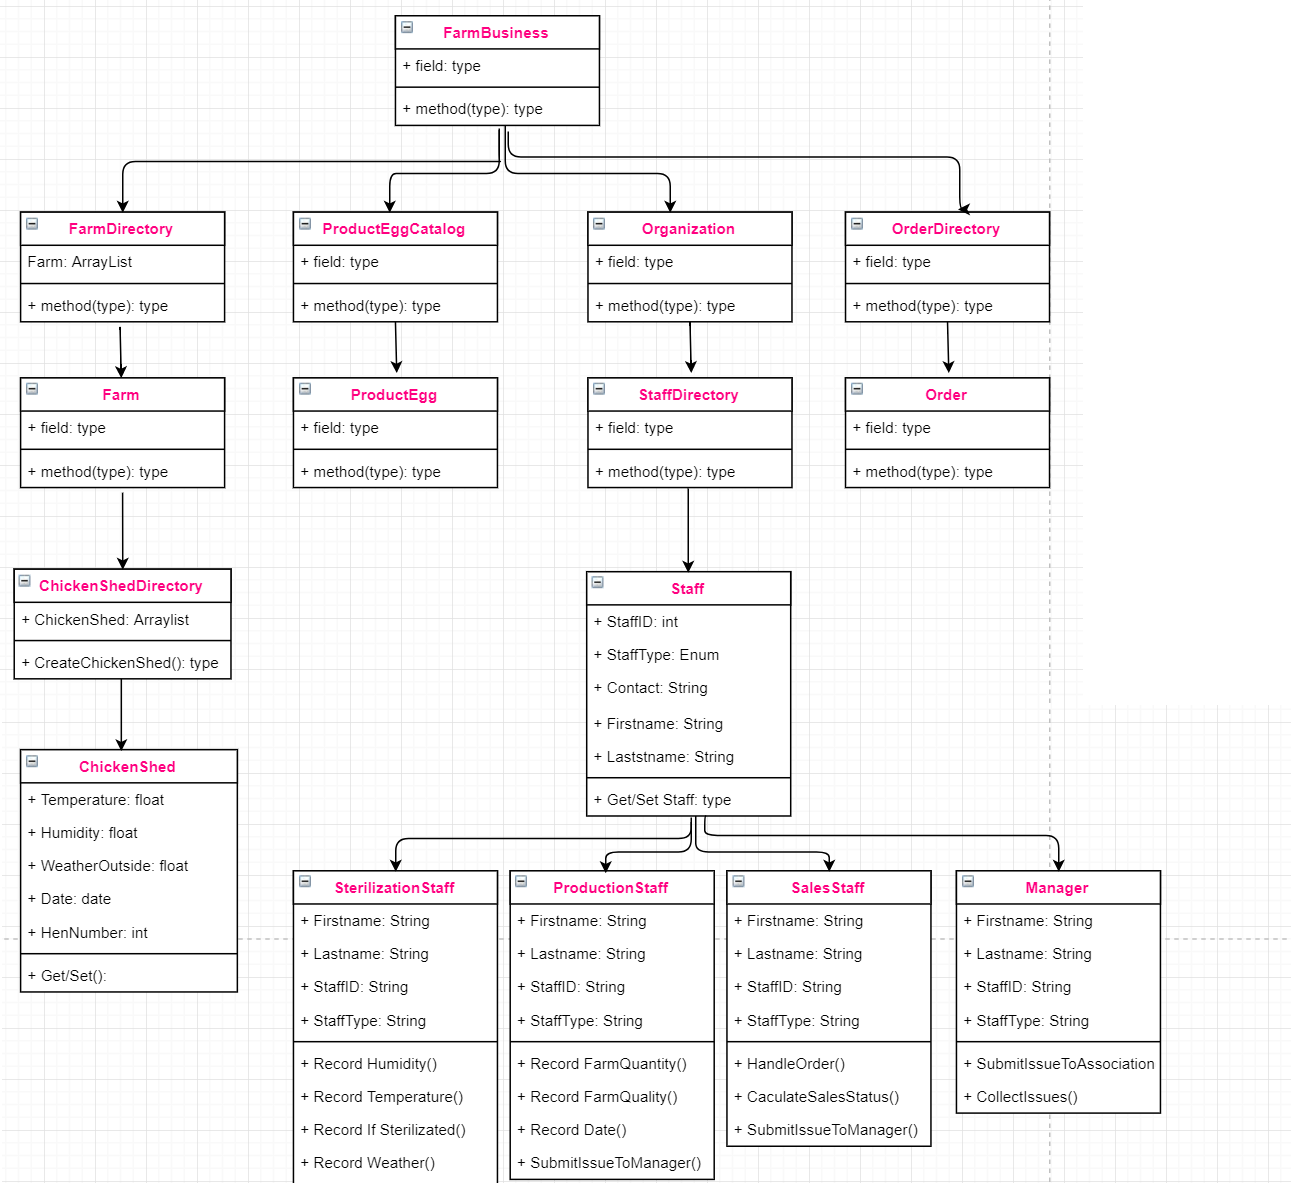 FarmBusiness
+ field: type
+ method(type): type
FarmDirectory
Farm: ArrayList
+ method(type): type
ProductEggCatalog
+ field: type
+ method(type): type
Organization
+ field: type
+ method(type): type
OrderDirectory
+ field: type
+ method(type): type
Farm
+ field: type
+ method(type): type
ProductEgg
+ field: type
+ method(type): type
StaffDirectory
+ field: type
+ method(type): type
Order
+ field: type
+ method(type): type
ChickenShedDirectory
+ ChickenShed: Arraylist
+ CreateChickenShed(): type
Staff
+ StaffID: int
+ StaffType: Enum
+ Contact: String
+ Firstname: String
+ Laststname: String
+ Get/Set Staff: type
ChickenShed
+ Temperature: float
+ Humidity: float
+ WeatherOutside: float
+ Date: date
+ HenNumber: int
+ Get/Set():
SterilizationStaff
+ Firstname: String
+ Lastname: String
+ StaffID: String
+ StaffType: String
+ Record Humidity()
+ Record Temperature()
+ Record If Sterilizated()
+ Record Weather()
ProductionStaff
+ Firstname: String
+ Lastname: String
+ StaffID: String
+ StaffType: String
+ Record FarmQuantity()
+ Record FarmQuality()
+ Record Date()
+ SubmitIssueToManager()
SalesStaff
+ Firstname: String
+ Lastname: String
+ StaffID: String
+ StaffType: String
+ HandleOrder()
+ CaculateSalesStatus()
+ SubmitIssueToManager()
Manager
+ Firstname: String
+ Lastname: String
+ StaffID: String
+ StaffType: String
+ SubmitIssueToAssociation
+ CollectIssues()